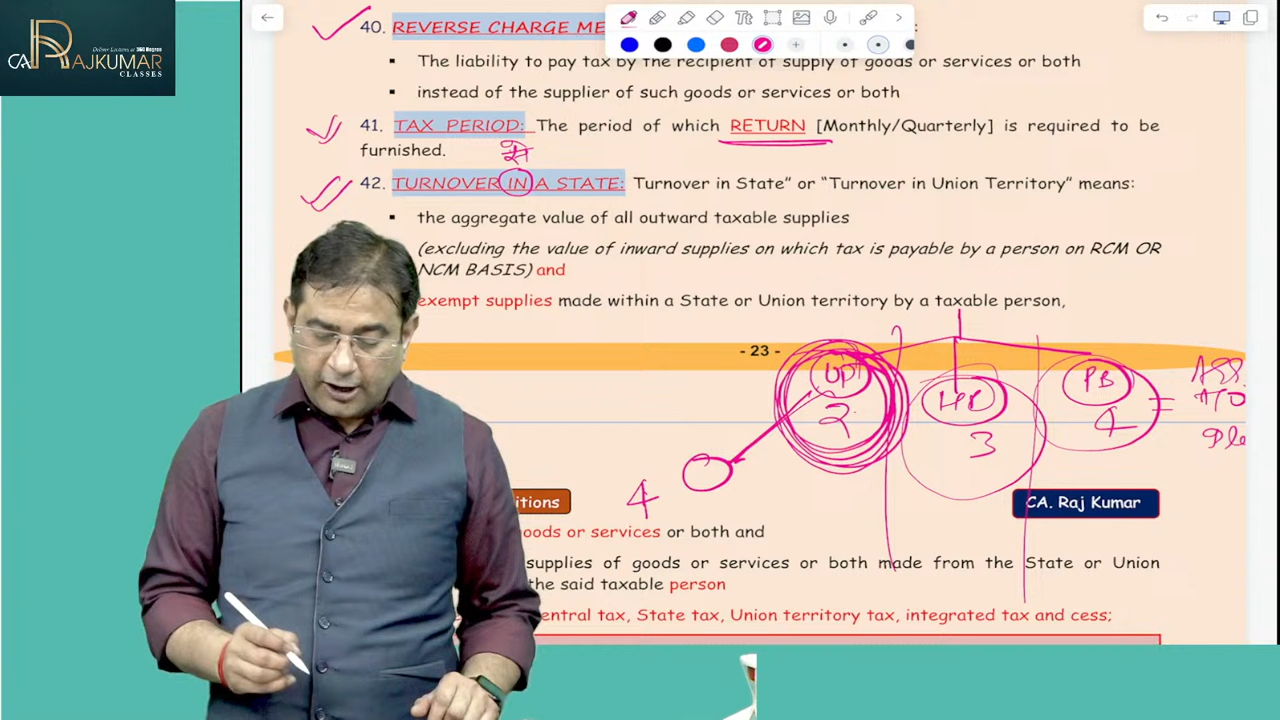 Deliver Lectures at 360 Degree
CA RAJKUMAR
CLASSES
40. REVERSE CHARGE ME
:
▪ The liability to pay tax by the recipient of supply of goods or services or both
▪ instead of the supplier of such goods or services or both
41. TAX PERIOD: The period of which RETURN [Monthly/Quarterly] is required to be
furnished.
42. TURNOVER IN A STATE: Turnover in State” or “Turnover in Union Territory” means:
▪ the aggregate value of all outward taxable supplies
(excluding the value of inward supplies on which tax is payable by a person on RCM OR
NCM BASIS) and
exempt supplies made within a State or Union territory by a taxable person,
- 23 -
UP
PB
2
3
4
4
itions
CA. Raj Kumar
goods or services or both and
supplies of goods or services or both made from the State or Union
the said taxable person
entral tax, State tax, Union territory tax, integrated tax and cess;